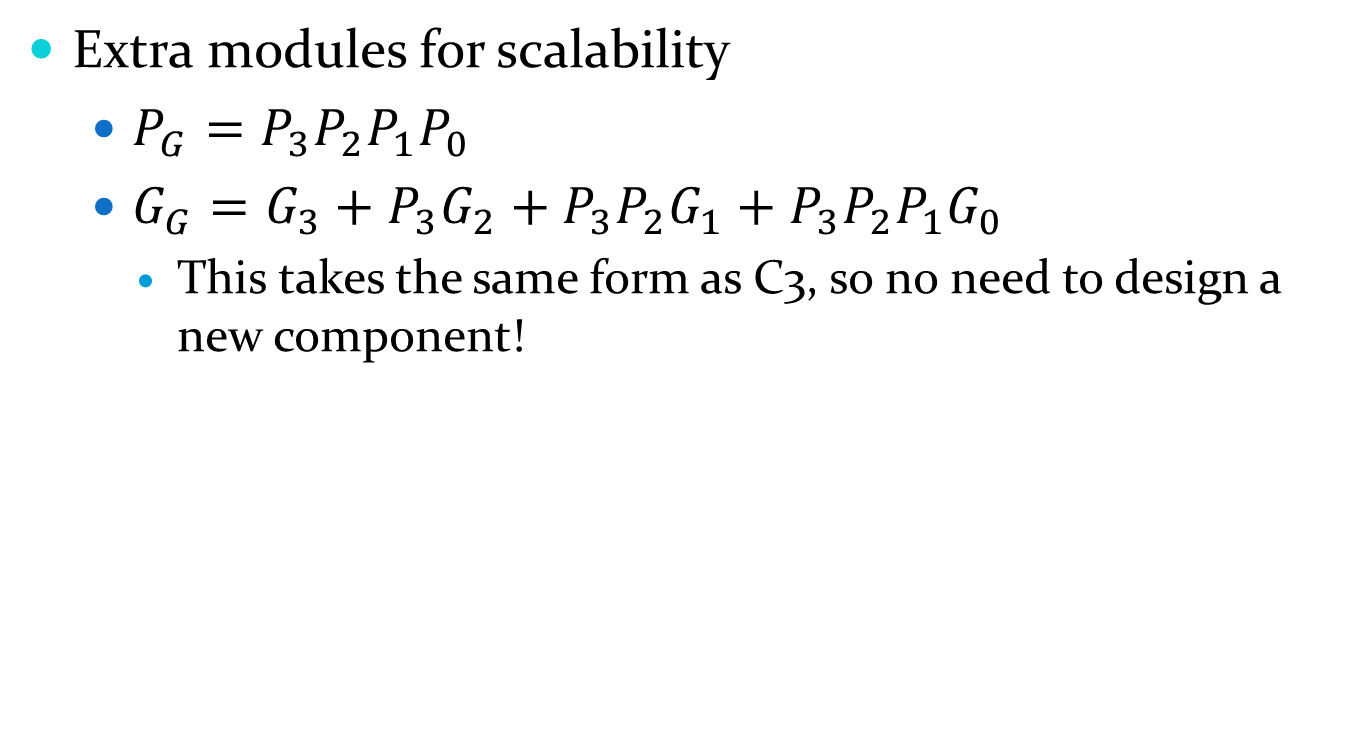 • Extra modules for scalability
• P_G = P_3P_2P_1P_0
• G_G = G_3 + P_3G_2 + P_3P_2G_1 + P_3P_2P_1G_0
• This takes the same form as C3, so no need to design a
new component!